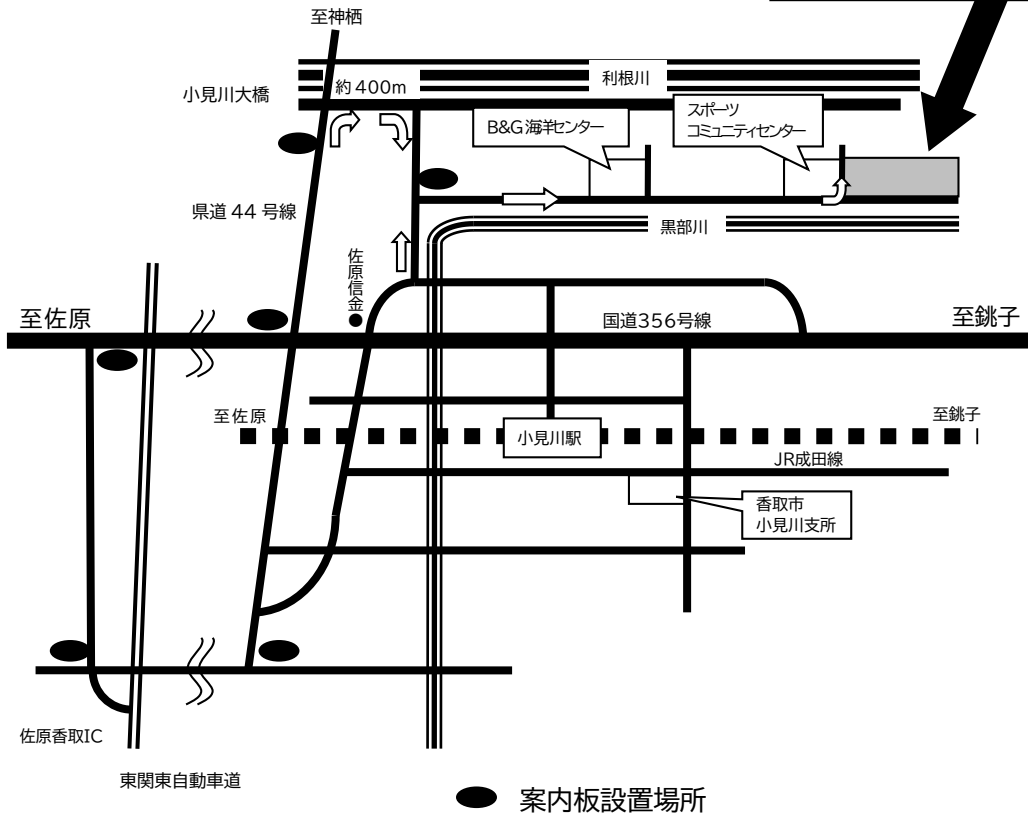 至神栖
利根川
約400m
小見川大橋
スポーツ
コミュニティセンター
B&G海洋センター
県道44号線
黒部川
佐原信金
至佐原
国道356号線
至銚子
至佐原
至銚子
小見川駅
JR成田線
香取市
小見川支所
佐原香取IC
東関東自動車道
案内板設置場所